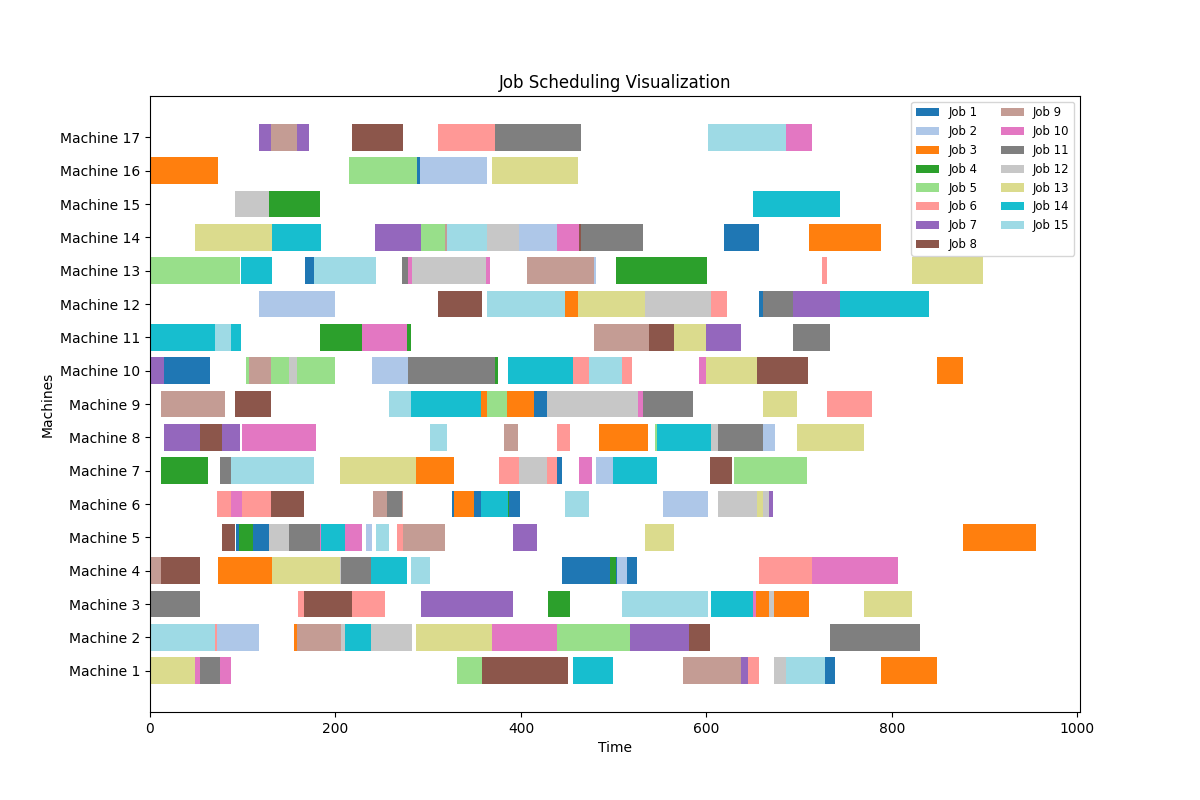 Job Scheduling Visualization
Machine 17
Machine 16
Machine 15
Machine 14
Machine 13
Machine 12
Machine 11
Machine 10
Machine 9
Machine 8
Machine 7
Machine 6
Machine 5
Machine 4
Machine 3
Machine 2
Machine 1
Machines
0 200 400 600 800 1000
Time
Job 1
Job 2
Job 3
Job 4
Job 5
Job 6
Job 7
Job 8
Job 9
Job 10
Job 11
Job 12
Job 13
Job 14
Job 15